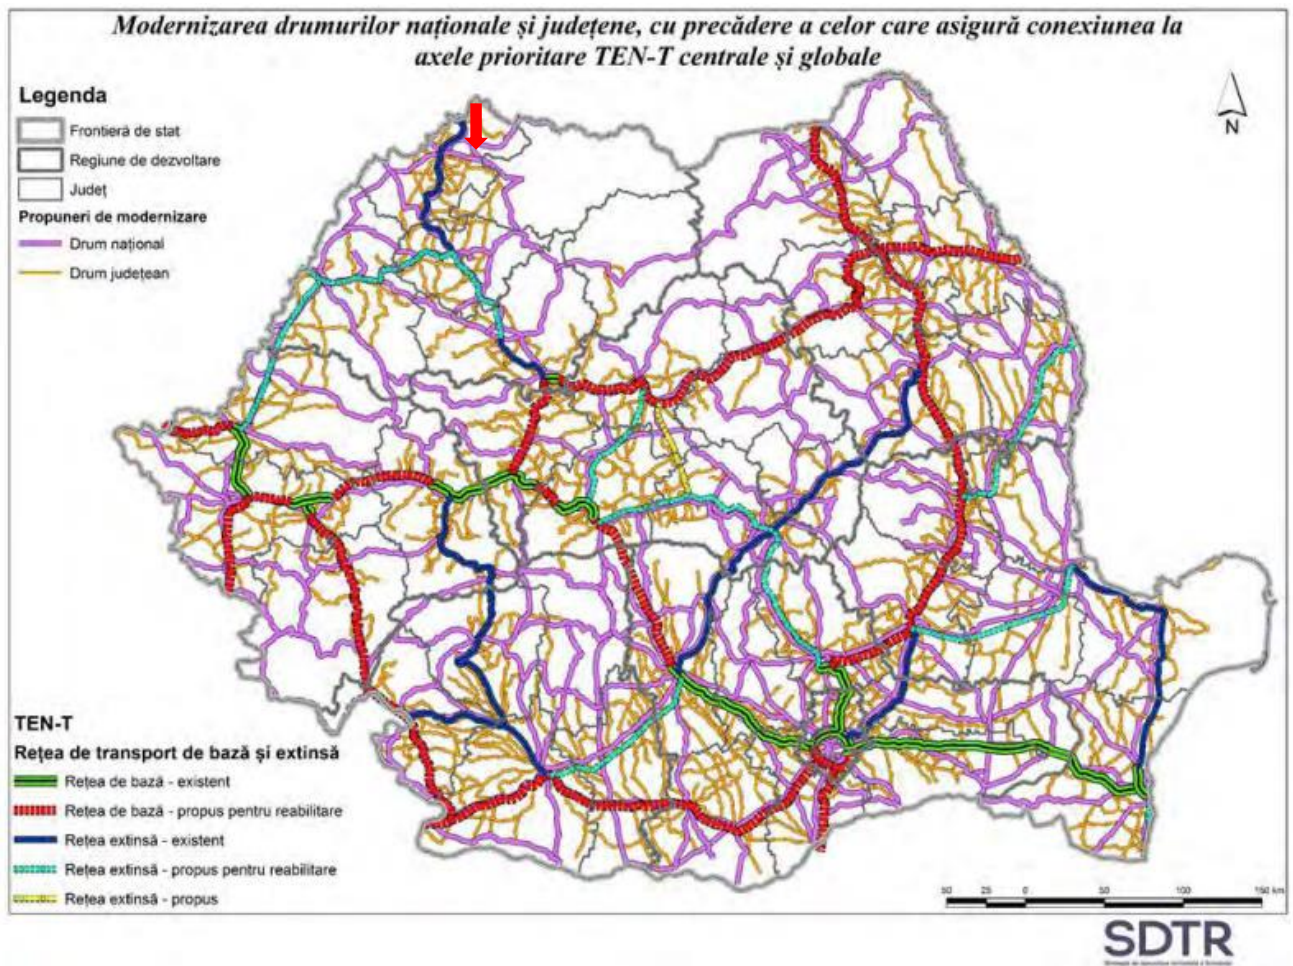 Modernizarea drumurilor naționale și județene, cu precădere a celor care asigură conexiunea la
axele prioritare TEN-T centrale și globale
Legenda
Frontieră de stat
Regiune de dezvoltare
Județ
Propuneri de modernizare
Drum național
Drum județean
N
TEN-T
Rețea de transport de bază și extinsă
Rețea de bază - existent
Rețea de bază - propus pentru reabilitare
Rețea extinsă - existent
Rețea extinsă - propus pentru reabilitare
Rețea extinsă - propus
50 25 0 50 100 150 km
SDTR